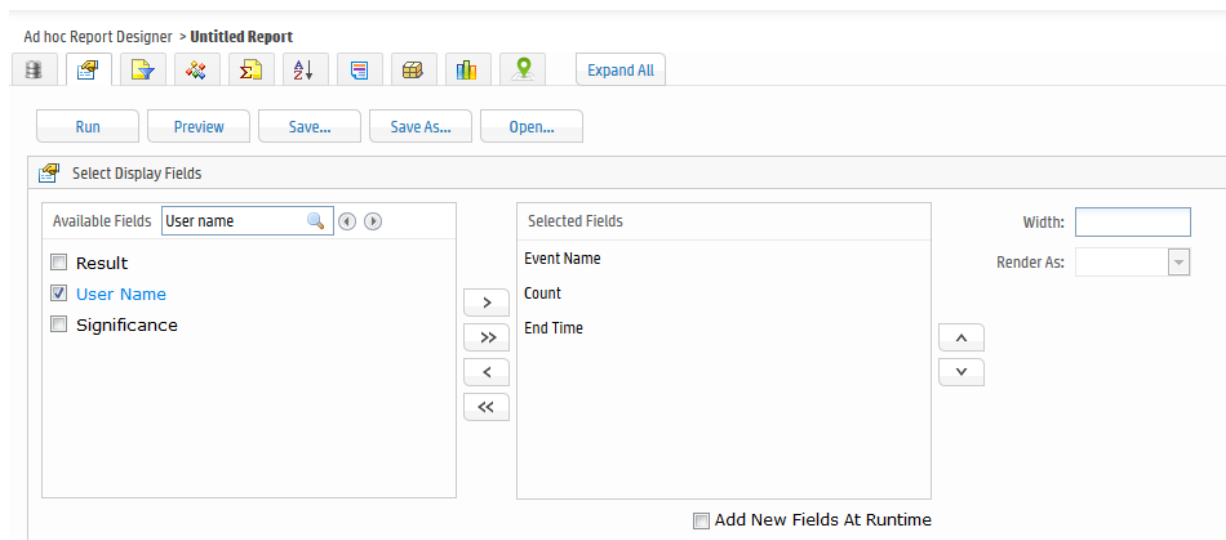 Ad hoc Report Designer > Untitled Report
Expand All
Run Preview Save... Save As... Open...
Select Display Fields
Available Fields User name
Result
User Name
Significance
> 
>>
<
<<
Selected Fields
Event Name
Count
End Time
Width:
Render As:
Add New Fields At Runtime